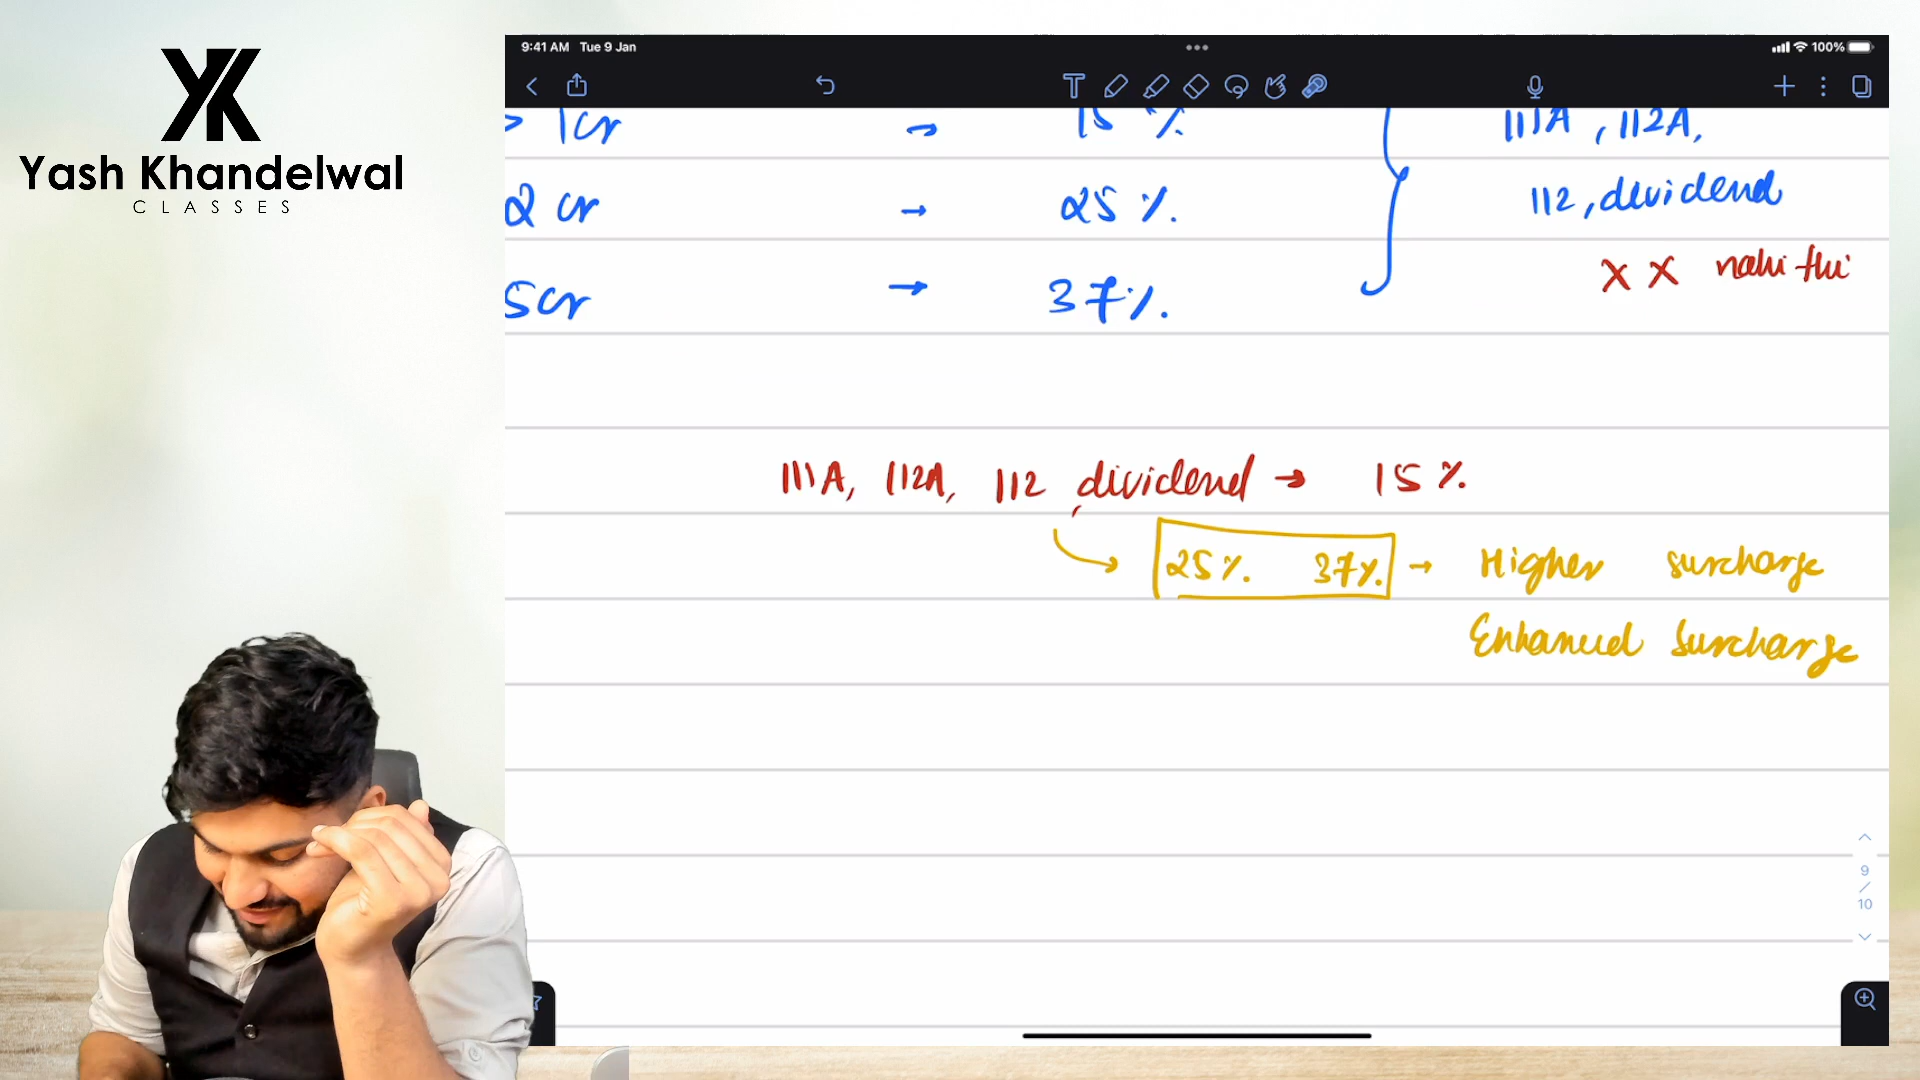 YK
Yash Khandelwal
CLASSES
9:41 AM Tue 9 Jan
100%
> 1cr → 15 %
111A, 112A,
2 cr → 25 %.
112, dividend
X X nahi thi
5cr → 37%.
111A, 112A, 112, dividend → 15 %
25%. 37%. → Higher surcharge
Enhanced Surcharge
9
/
10